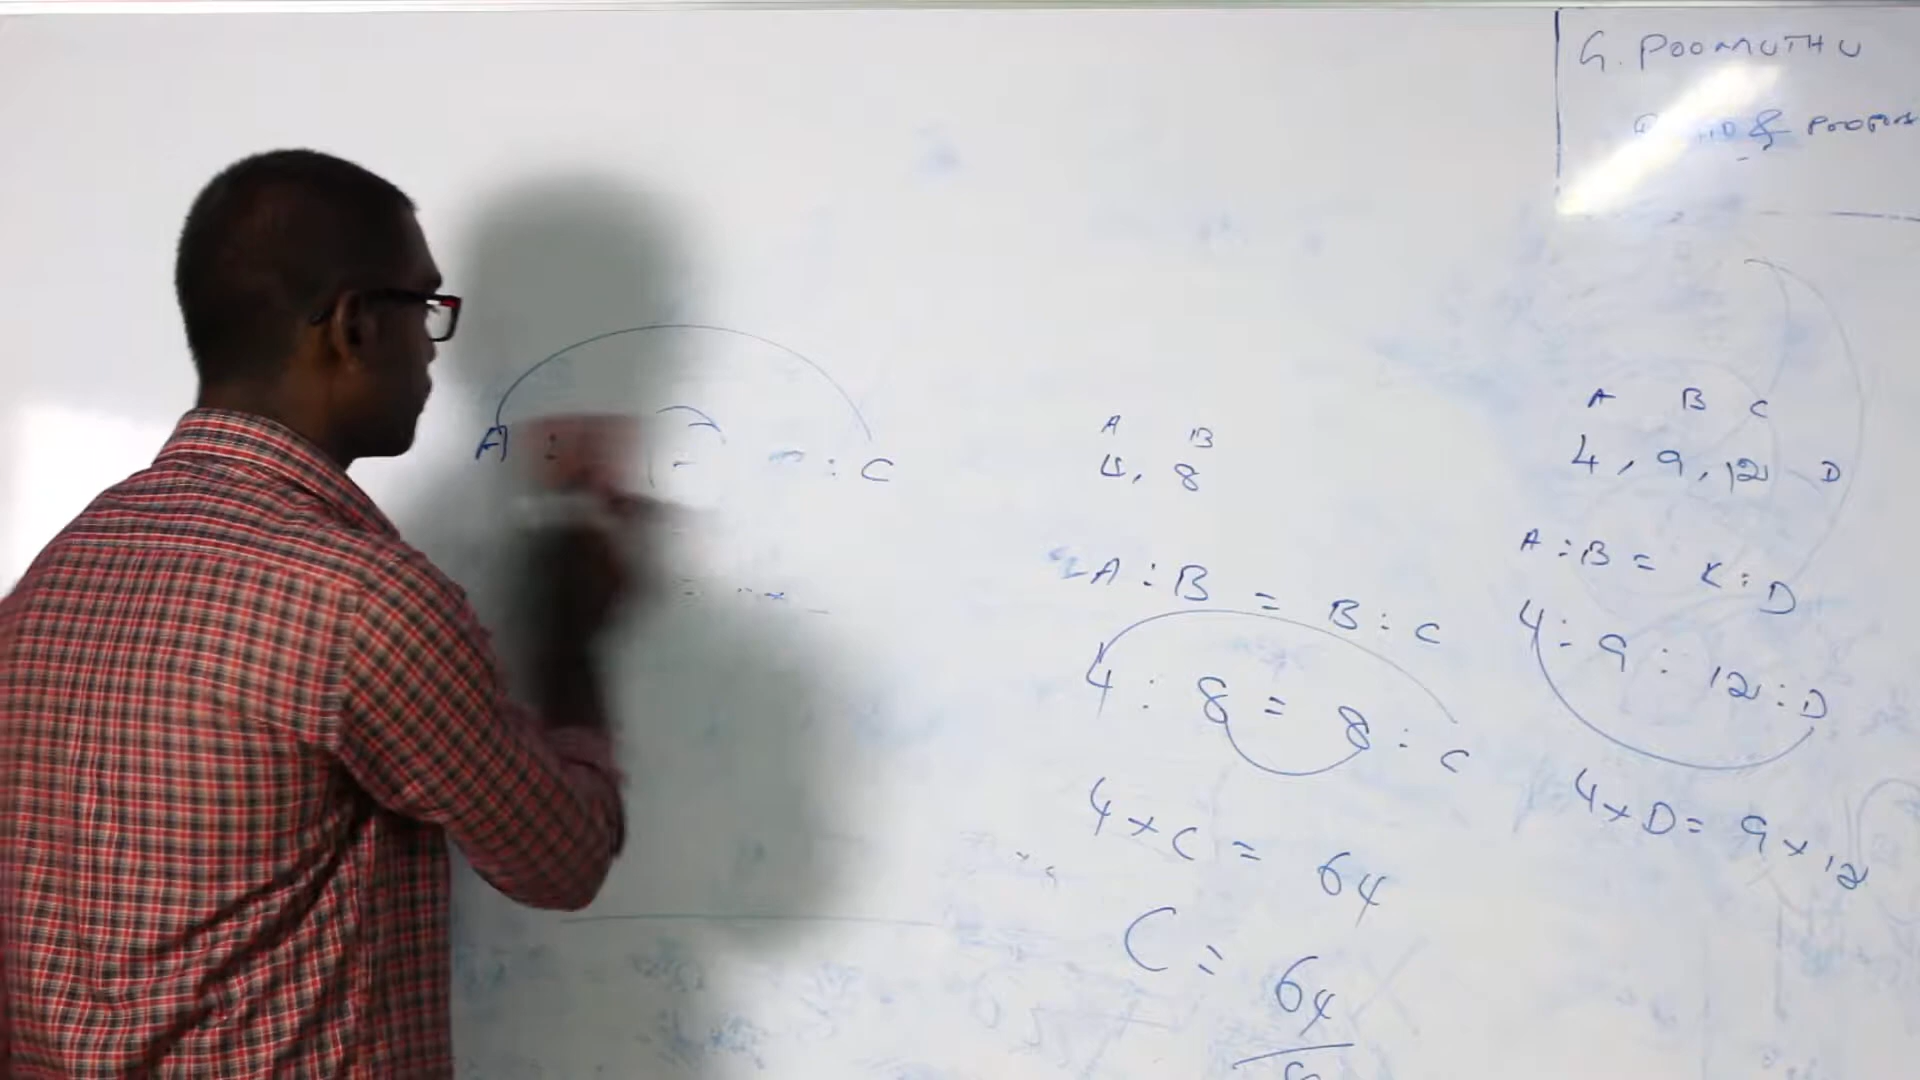 G. POOMUTHU
A : : C
A B
4, 8
A : B = B : C
4 : 8 = 8 : C
4 × C = 64
C = 64
A B C
4, 9, 12 D
A : B = C : D
4 : 9 : 12 : D
4 × D = 9 × 12